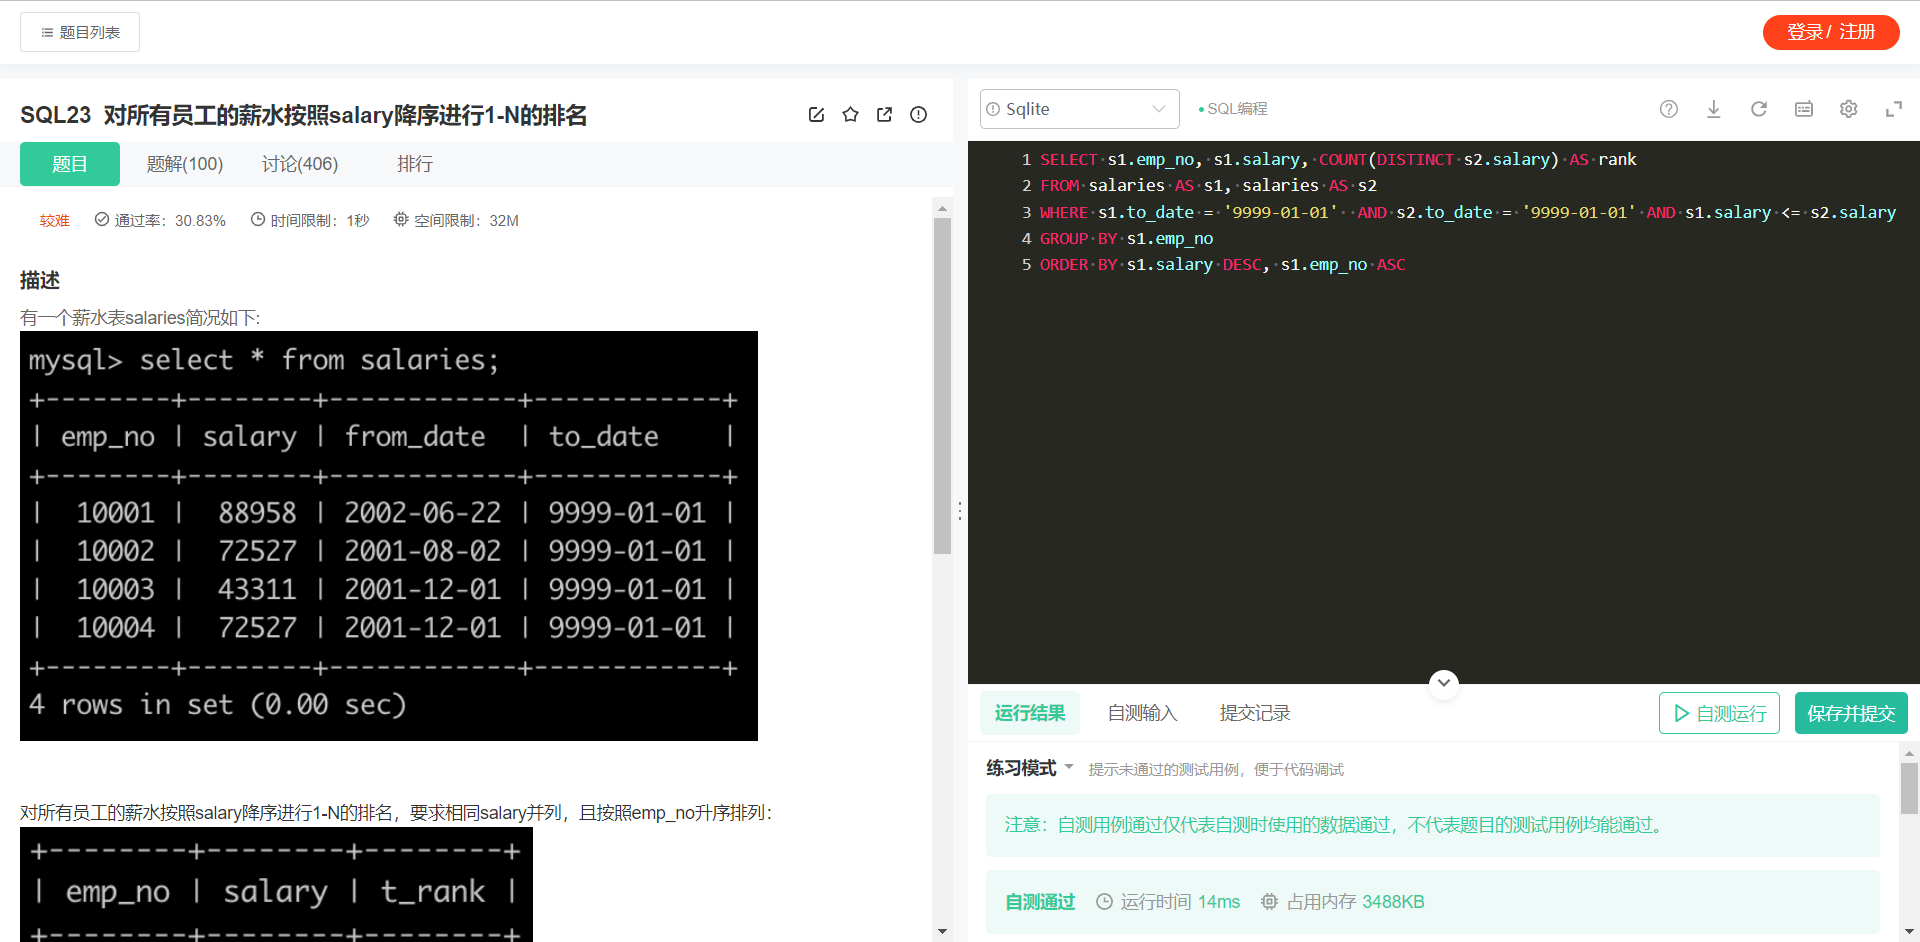 题目列表
登录 / 注册
SQL23 对所有员工的薪水按照salary降序进行1-N的排名
题目 题解(100) 讨论(406) 排行
较难 通过率：30.83% 时间限制：1秒 空间限制：32M
描述
有一个薪水表salaries简况如下:
mysql> select * from salaries;
+--------+--------+------------+------------+
| emp_no | salary | from_date  | to_date    |
+--------+--------+------------+------------+
|  10001 |  88958 | 2002-06-22 | 9999-01-01 |
|  10002 |  72527 | 2001-08-02 | 9999-01-01 |
|  10003 |  43311 | 2001-12-01 | 9999-01-01 |
|  10004 |  72527 | 2001-12-01 | 9999-01-01 |
+--------+--------+------------+------------+
4 rows in set (0.00 sec)
对所有员工的薪水按照salary降序进行1-N的排名，要求相同salary并列，且按照emp_no升序排列：
+--------+--------+--------+
| emp_no | salary | t_rank |
+--------+--------+--------+
Sqlite SQL编程
1 SELECT s1.emp_no, s1.salary, COUNT(DISTINCT s2.salary) AS rank
2 FROM salaries AS s1, salaries AS s2
3 WHERE s1.to_date = '9999-01-01'  AND s2.to_date = '9999-01-01' AND s1.salary <= s2.salary
4 GROUP BY s1.emp_no
5 ORDER BY s1.salary DESC, s1.emp_no ASC
运行结果 自测输入 提交记录 自测运行 保存并提交
练习模式 提示未通过的测试用例，便于代码调试
注意：自测用例通过仅代表自测时使用的数据通过，不代表题目的测试用例均能通过。
自测通过 运行时间 14ms 占用内存 3488KB